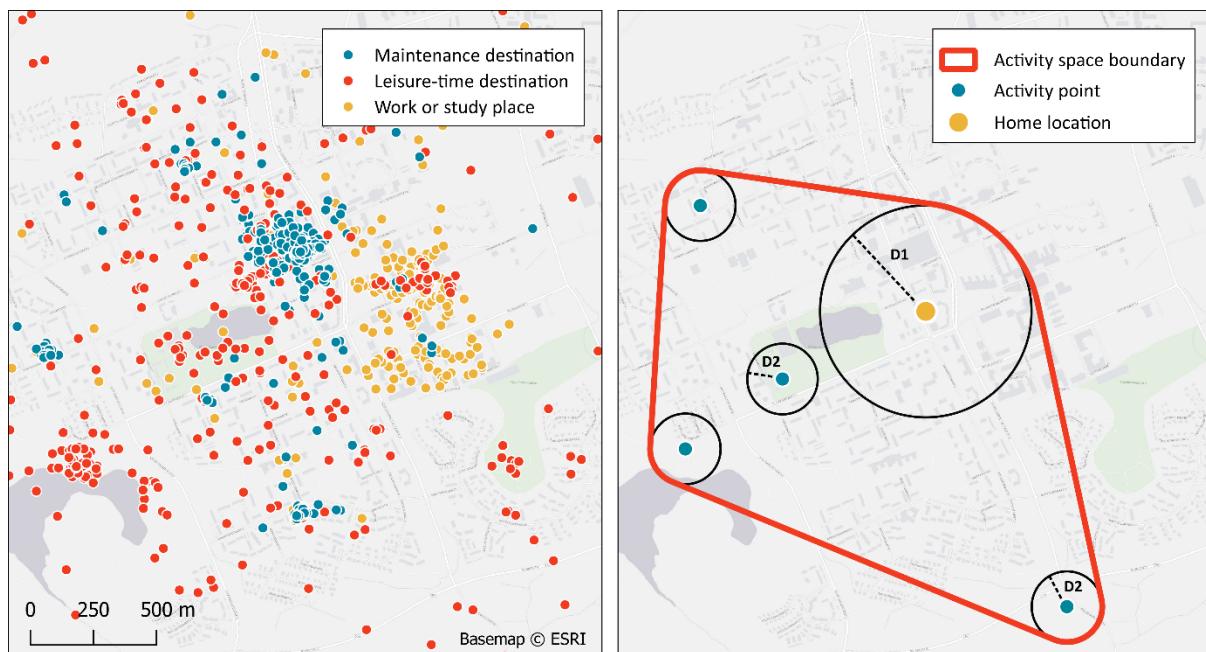 Maintenance destination
Leisure-time destination
Work or study place
0 250 500 m
Basemap © ESRI
Activity space boundary
Activity point
Home location
D1
D2
D2